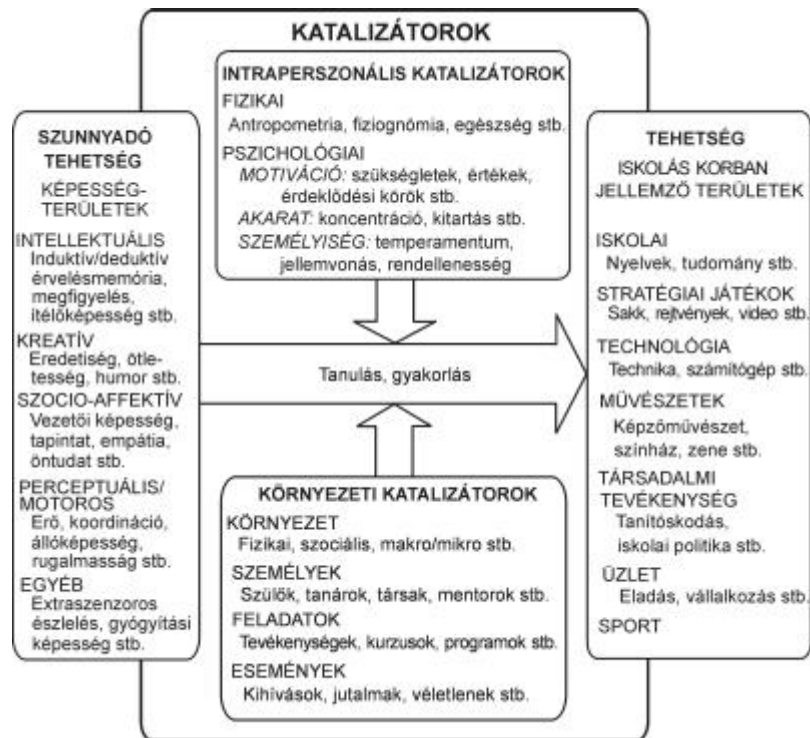 KATALIZÁTOROK
INTRAPERSZONÁLIS KATALIZÁTOROK
FIZIKAI
Antropometria, fiziognómia, egészség stb.
PSZICHOLÓGIAI
MOTIVÁCIÓ: szükségletek, értékek,
érdeklődési körök stb.
AKARAT: koncentráció, kitartás stb.
SZEMÉLYISÉG: temperamentum,
jellemvonás, rendellenesség
SZUNNYADÓ
TEHETSÉG
KÉPESSÉG-
TERÜLETEK
INTELLEKTUÁLIS
Induktív/deduktív
érvelésmemória,
megfigyelés,
itélőképesség stb.
KREATÍV
Eredetiség, ötle-
tesség, humor stb.
SZOCIO-AFFEKTÍV
Vezetői képesség,
tapintat, empátia,
öntudat stb.
PERCEPTUÁLIS/
MOTOROS
Erő, koordináció,
állóképesség,
rugalmasság stb.
EGYÉB
Extraszenzoros
észlelés, gyógyítási
képesség stb.
Tanulás, gyakorlás
KÖRNYEZETI KATALIZÁTOROK
KÖRNYEZET
Fizikai, szociális, makro/mikro stb.
SZEMÉLYEK
Szülők, tanárok, társak, mentorok stb.
FELADATOK
Tevékenységek, kurzusok, programok stb.
ESEMÉNYEK
Kihívások, jutalmak, véletlenek stb.
TEHETSÉG
ISKOLÁS KORBAN
JELLEMZŐ TERÜLETEK
ISKOLAI
Nyelvek, tudomány stb.
STRATÉGIAI JÁTÉKOK
Sakk, rejtvények, video stb.
TECHNOLÓGIA
Technika, számítógép stb.
MŰVÉSZETEK
Képzőművészet,
színház, zene stb.
TÁRSADALMI
TEVÉKENYSÉG
Tanítóskodás,
iskolai politika stb.
ÜZLET
Eladás, vállalkozás stb.
SPORT